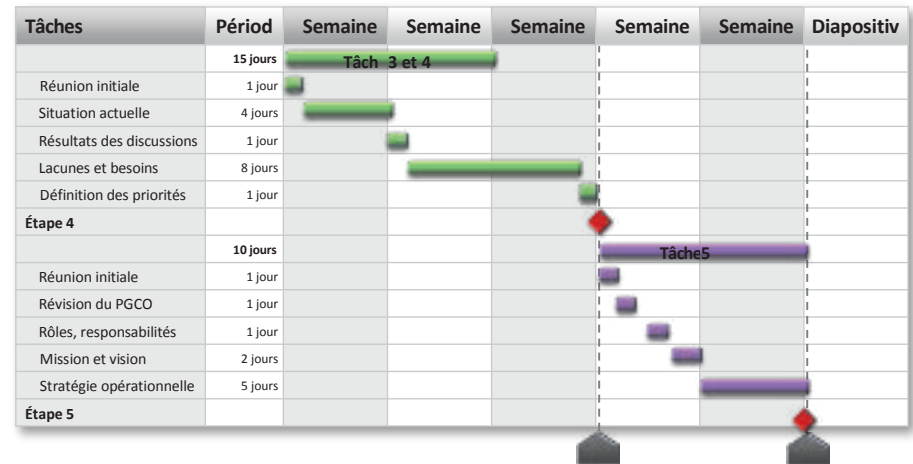 Tâches Périod Semaine Semaine Semaine Semaine Semaine Diapositiv
15 jours Tâch 3 et 4
Réunion initiale 1 jour
Situation actuelle 4 jours
Résultats des discussions 1 jour
Lacunes et besoins 8 jours
Définition des priorités 1 jour
Étape 4
10 jours Tâche5
Réunion initiale 1 jour
Révision du PGCO 1 jour
Rôles, responsabilités 1 jour
Mission et vision 2 jours
Stratégie opérationnelle 5 jours
Étape 5